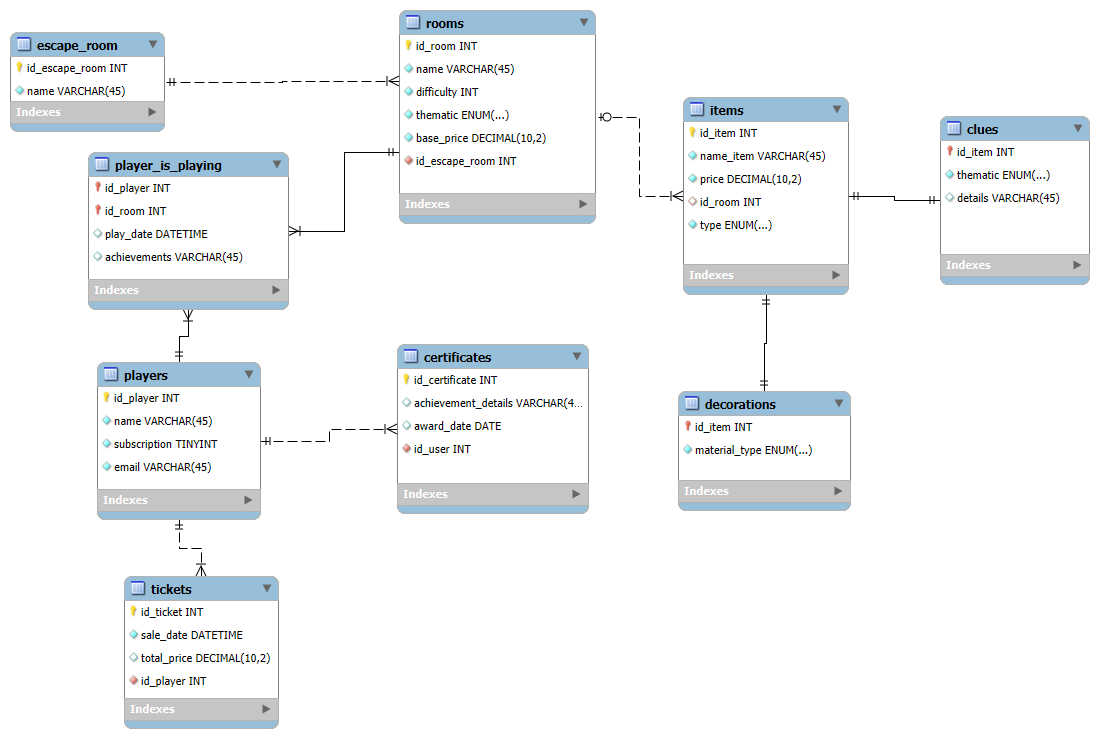 escape_room
id_escape_room INT
name VARCHAR(45)
Indexes
rooms
id_room INT
name VARCHAR(45)
difficulty INT
thematic ENUM(...)
base_price DECIMAL(10,2)
id_escape_room INT
Indexes
items
id_item INT
name_item VARCHAR(45)
price DECIMAL(10,2)
id_room INT
type ENUM(...)
Indexes
clues
id_item INT
thematic ENUM(...)
details VARCHAR(45)
Indexes
player_is_playing
id_player INT
id_room INT
play_date DATETIME
achievements VARCHAR(45)
Indexes
players
id_player INT
name VARCHAR(45)
subscription TINYINT
email VARCHAR(45)
Indexes
certificates
id_certificate INT
achievement_details VARCHAR(4...
award_date DATE
id_user INT
Indexes
decorations
id_item INT
material_type ENUM(...)
Indexes
tickets
id_ticket INT
sale_date DATETIME
total_price DECIMAL(10,2)
id_player INT
Indexes